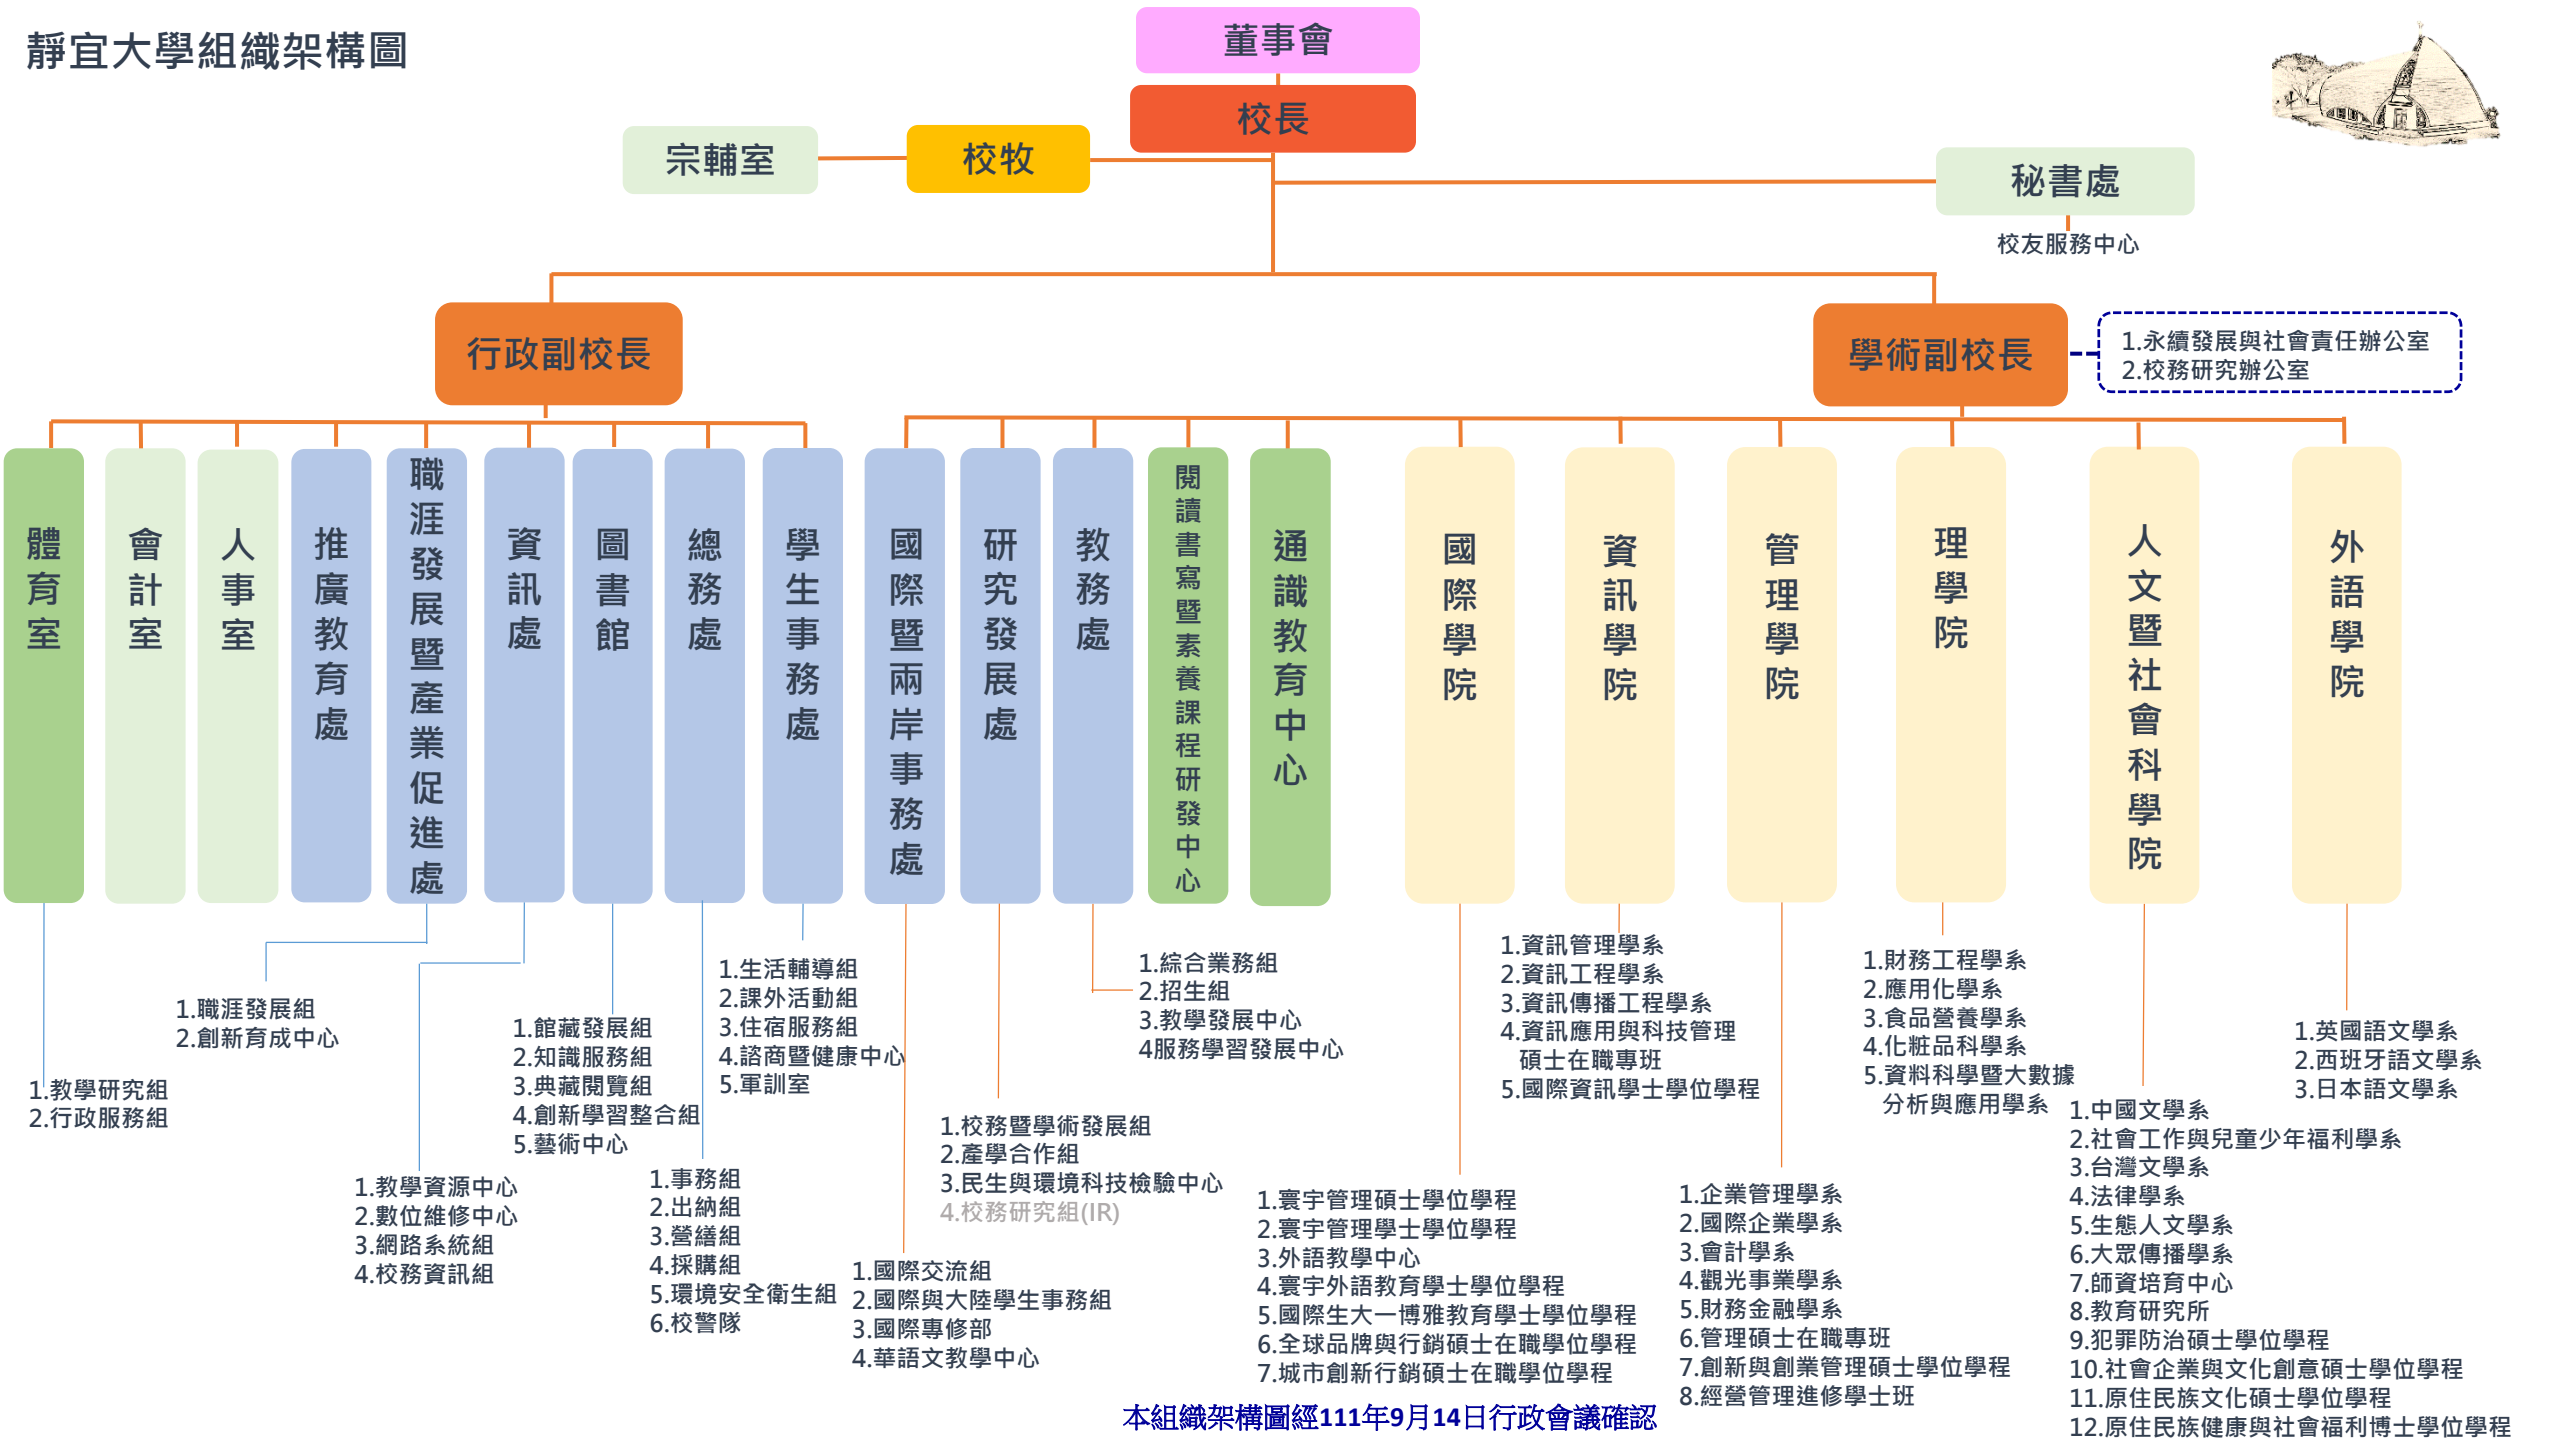 靜宜大學組織架構圖
董事會
校長
宗輔室
校牧
秘書處
校友服務中心
行政副校長
學術副校長
1.永續發展與社會責任辦公室
2.校務研究辦公室
體育室
會計室
人事室
推廣教育處
職涯發展暨產業促進處
資訊處
圖書館
總務處
學生事務處
國際暨兩岸事務處
研究發展處
教務處
閱讀書寫暨素養課程研發中心
通識教育中心
國際學院
資訊學院
管理學院
理學院
人文暨社會科學院
外語學院
1.教學研究組
2.行政服務組
1.職涯發展組
2.創新育成中心
1.教學資源中心
2.數位維修中心
3.網路系統組
4.校務資訊組
1.館藏發展組
2.知識服務組
3.典藏閱覽組
4.創新學習整合組
5.藝術中心
1.事務組
2.出納組
3.營繕組
4.採購組
5.環境安全衛生組
6.校警隊
1.生活輔導組
2.課外活動組
3.住宿服務組
4.諮商暨健康中心
5.軍訓室
1.國際交流組
2.國際與大陸學生事務組
3.國際專修部
4.華語文教學中心
1.校務暨學術發展組
2.產學合作組
3.民生與環境科技檢驗中心
4.校務研究組(IR)
1.綜合業務組
2.招生組
3.教學發展中心
4服務學習發展中心
1.寰宇管理碩士學位學程
2.寰宇管理學士學位學程
3.外語教學中心
4.寰宇外語教育學士學位學程
5.國際生大一博雅教育學士學位學程
6.全球品牌與行銷碩士在職學位學程
7.城市創新行銷碩士在職學位學程
1.資訊管理學系
2.資訊工程學系
3.資訊傳播工程學系
4.資訊應用與科技管理
碩士在職專班
5.國際資訊學士學位學程
1.企業管理學系
2.國際企業學系
3.會計學系
4.觀光事業學系
5.財務金融學系
6.管理碩士在職專班
7.創新與創業管理碩士學位學程
8.經營管理進修學士班
1.財務工程學系
2.應用化學系
3.食品營養學系
4.化粧品科學系
5.資料科學暨大數據
分析與應用學系
1.中國文學系
2.社會工作與兒童少年福利學系
3.台灣文學系
4.法律學系
5.生態人文學系
6.大眾傳播學系
7.師資培育中心
8.教育研究所
9.犯罪防治碩士學位學程
10.社會企業與文化創意碩士學位學程
11.原住民族文化碩士學位學程
12.原住民族健康與社會福利博士學位學程
1.英國語文學系
2.西班牙語文學系
3.日本語文學系
本組織架構圖經111年9月14日行政會議確認